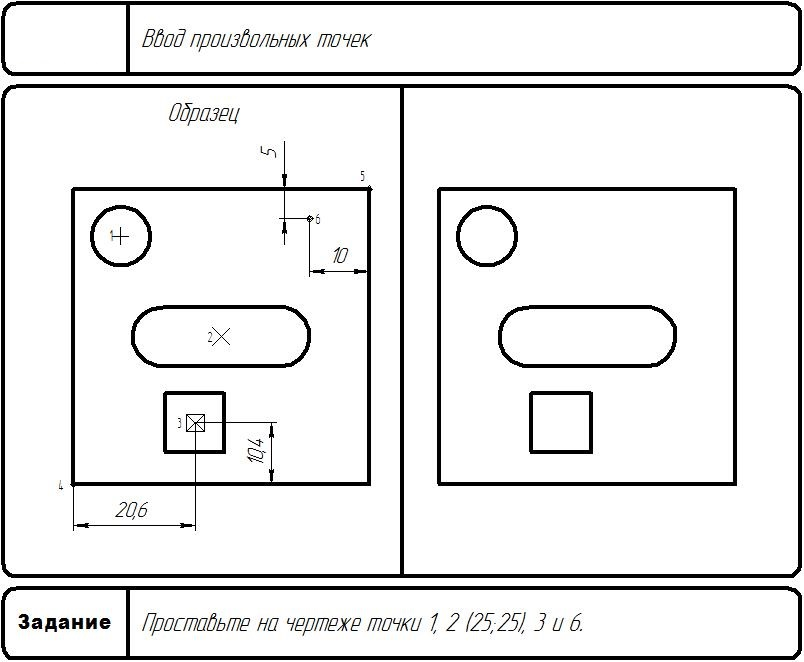 Ввод произвольных точек
Образец
5
5
1
6
10
2
3
10,4
4
20,6
Задание
Проставьте на чертеже точки 1, 2 (25;25), 3 и 6.